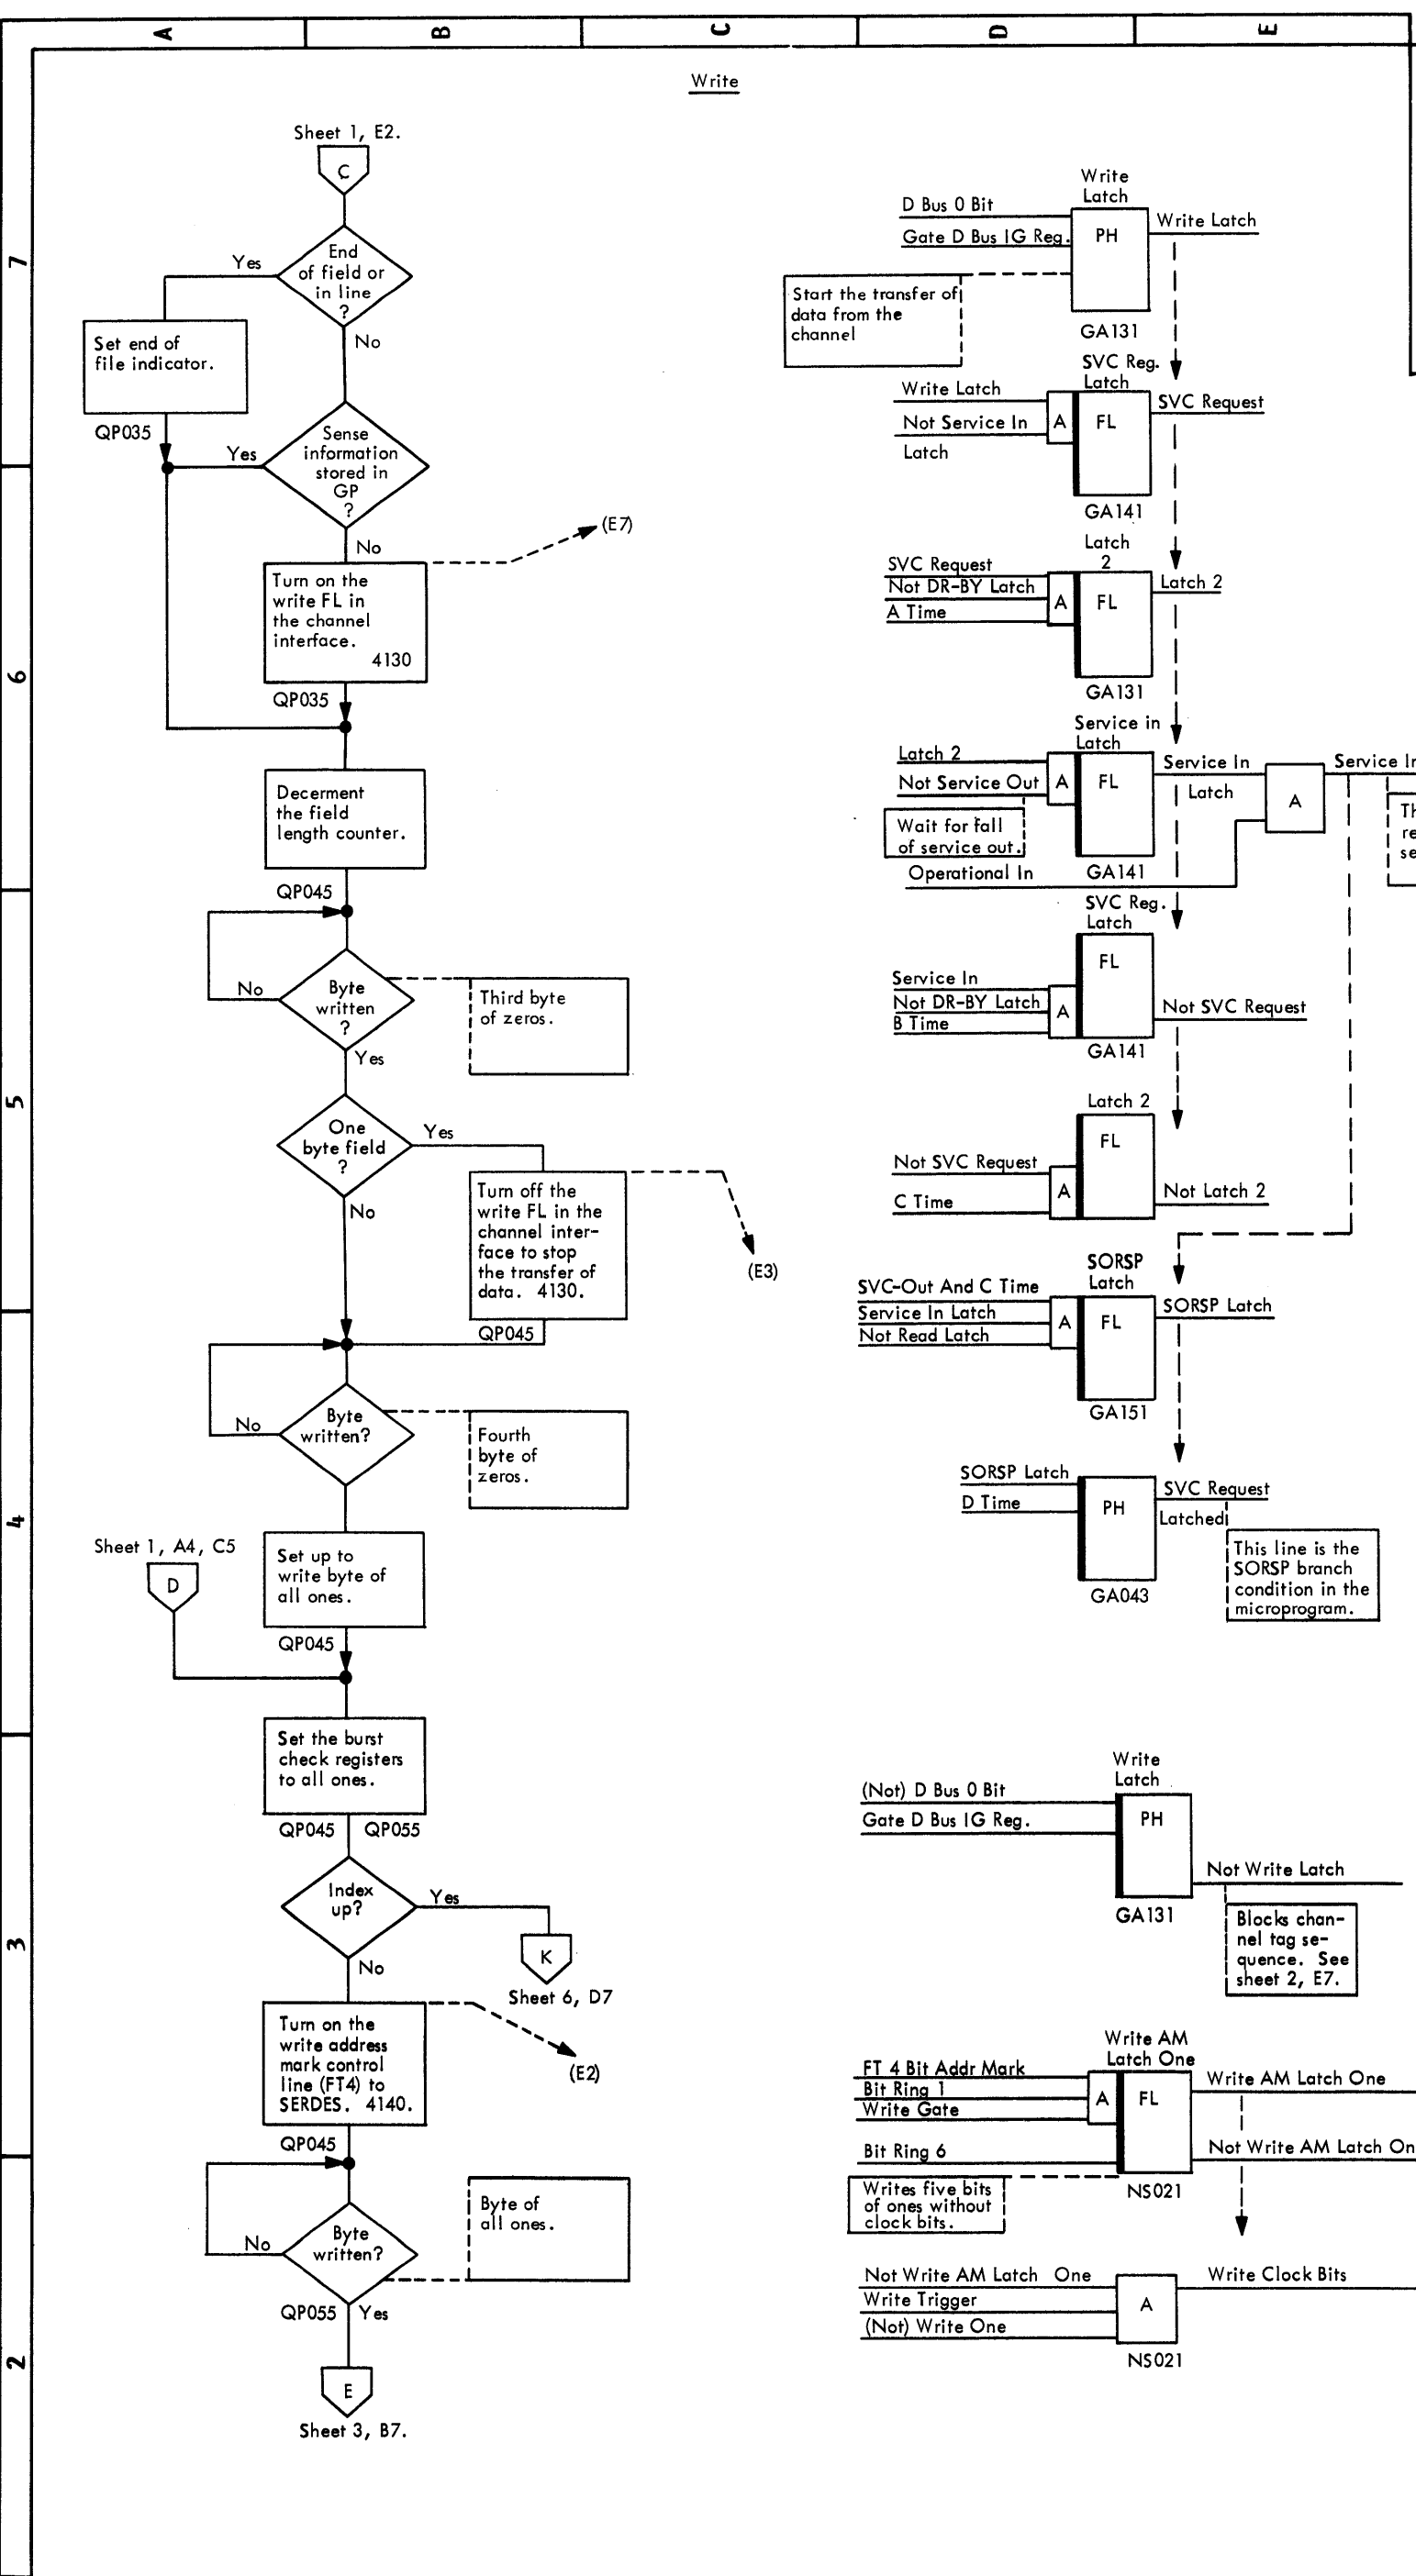 A
B
C
D
E
Write
7
6
5
4
3
2
Sheet 1, E2.
C
End
of field or
in line
?
Yes
No
Set end of
file indicator.
QP035
Sense
information
stored in
GP
?
Yes
No
(E7)
Turn on the
write FL in
the channel
interface.
4130
QP035
Decerment
the field
length counter.
QP045
Byte
written
?
No
Yes
Third byte
of zeros.
One
byte field
?
Yes
No
Turn off the
write FL in the
channel inter-
face to stop
the transfer of
data. 4130.
QP045
(E3)
Byte
written?
No
Fourth
byte of
zeros.
Sheet 1, A4, C5
D
Set up to
write byte of
all ones.
QP045
Set the burst
check registers
to all ones.
QP045 QP055
Index
up?
Yes
No
K
Sheet 6, D7
Turn on the
write address
mark control
line (FT4) to
SERDES. 4140.
(E2)
QP045
Byte
written?
No
Byte of
all ones.
QP055 Yes
E
Sheet 3, B7.
Write
Latch
D Bus 0 Bit
Gate D Bus IG Reg.
PH
Write Latch
Start the transfer of
data from the
channel
GA131
SVC Reg.
Latch
Write Latch
Not Service In
Latch
A
FL
SVC Request
GA141
Latch
2
SVC Request
Not DR-BY Latch
A Time
A
FL
Latch 2
GA131
Service in
Latch
Latch 2
Not Service Out
A
FL
Service In
Latch
A
Service In
Wait for fall
of service out.
Operational In
GA141
Th
re
se
SVC Reg.
Latch
FL
Service In
Not DR-BY Latch
B Time
A
Not SVC Request
GA141
Latch 2
FL
Not SVC Request
C Time
A
Not Latch 2
SORSP
Latch
SVC-Out And C Time
Service In Latch
Not Read Latch
A
FL
SORSP Latch
GA151
SORSP Latch
D Time
PH
SVC Request
Latched
GA043
This line is the
SORSP branch
condition in the
microprogram.
Write
Latch
(Not) D Bus 0 Bit
Gate D Bus IG Reg.
PH
Not Write Latch
GA131
Blocks chan-
nel tag se-
quence. See
sheet 2, E7.
Write AM
Latch One
FT 4 Bit Addr Mark
Bit Ring 1
Write Gate
A
FL
Write AM Latch One
Bit Ring 6
Not Write AM Latch On
NS021
Writes five bits
of ones without
clock bits.
Not Write AM Latch One
Write Trigger
(Not) Write One
A
Write Clock Bits
NS021